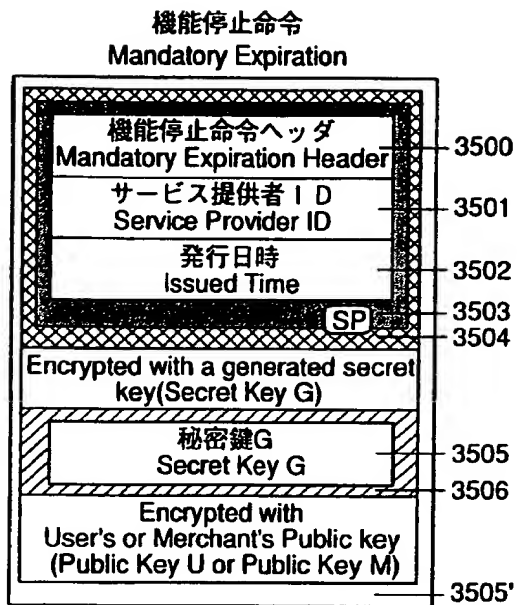 機能停止命令
Mandatory Expiration
機能停止命令ヘッダ
Mandatory Expiration Header
3500
サービス提供者ID
Service Provider ID
3501
発行日時
Issued Time
3502
SP
3503
3504
Encrypted with a generated secret
key(Secret Key G)
秘密鍵G
Secret Key G
3505
3506
Encrypted with
User's or Merchant's Public key
(Public Key U or Public Key M)
3505'